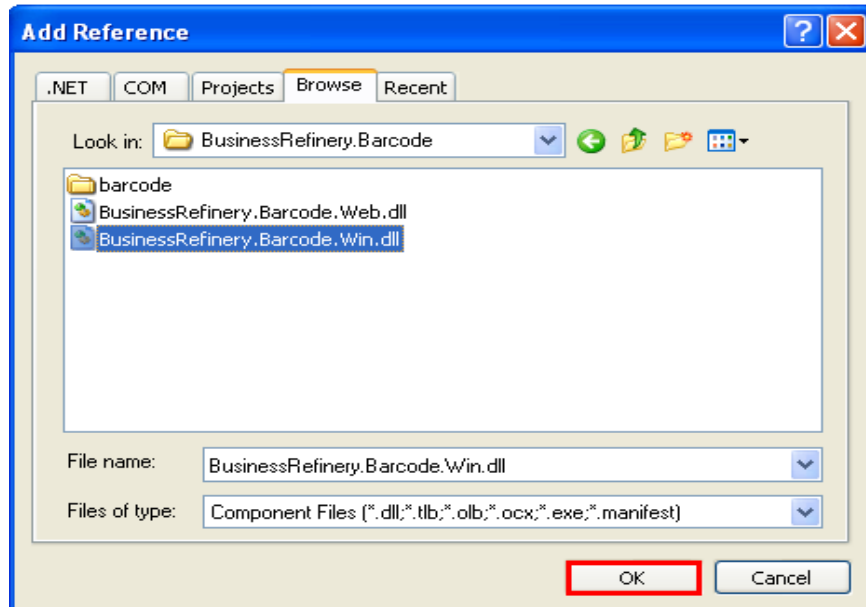 Add Reference
.NET COM Projects Browse Recent
Look in: BusinessRefinery.Barcode
barcode
BusinessRefinery.Barcode.Web.dll
BusinessRefinery.Barcode.Win.dll
File name: BusinessRefinery.Barcode.Win.dll
Files of type: Component Files (*.dll;*.tlb;*.olb;*.ocx;*.exe;*.manifest)
OK Cancel